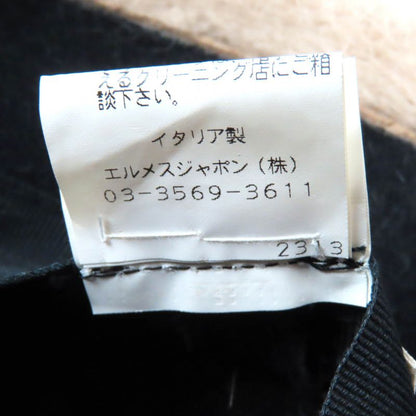 えるクリーニング店にご相
談下さい。
イタリア製
エルメスジャポン（株）
03-3569-3611
2313